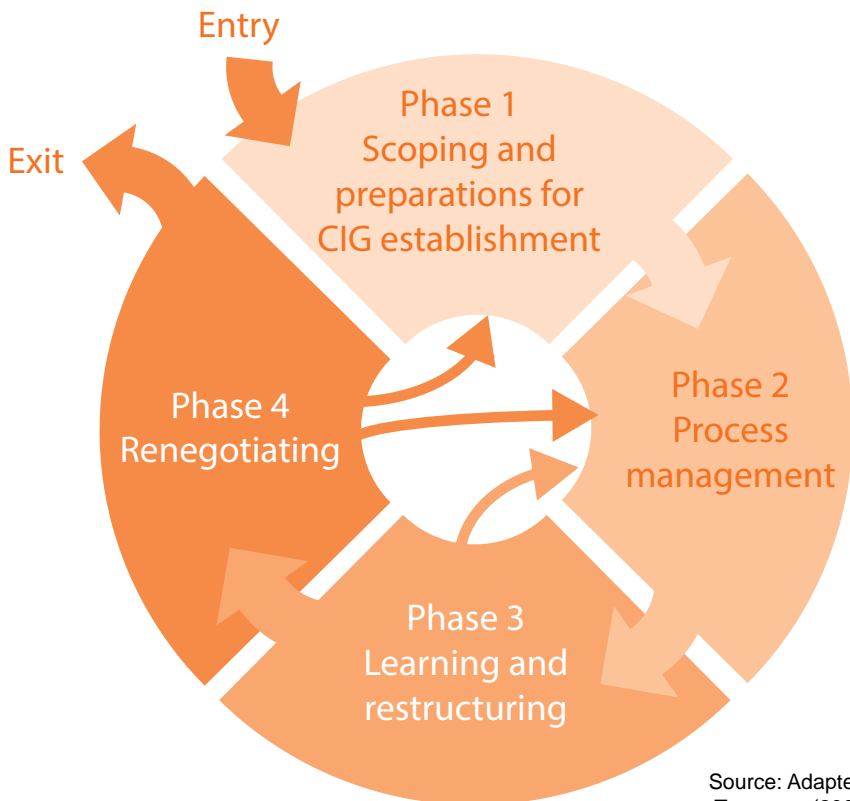 Entry
Exit
Phase 1
Scoping and
preparations for
CIG establishment
Phase 2
Process
management
Phase 3
Learning and
restructuring
Phase 4
Renegotiating
Source: